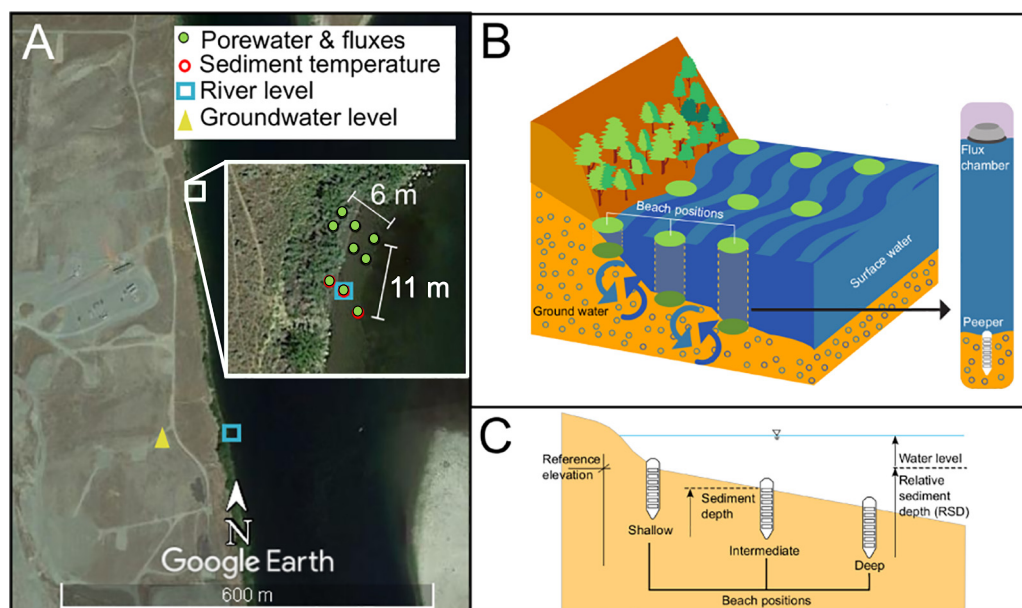 A
Porewater & fluxes
Sediment temperature
River level
Groundwater level
6 m
11 m
N
Google Earth
600 m
B
Beach positions
Ground water
Surface water
Flux
chamber
Peeper
C
Reference
elevation
Sediment
depth
Water level
Relative
sediment
depth (RSD)
Shallow
Intermediate
Deep
Beach positions